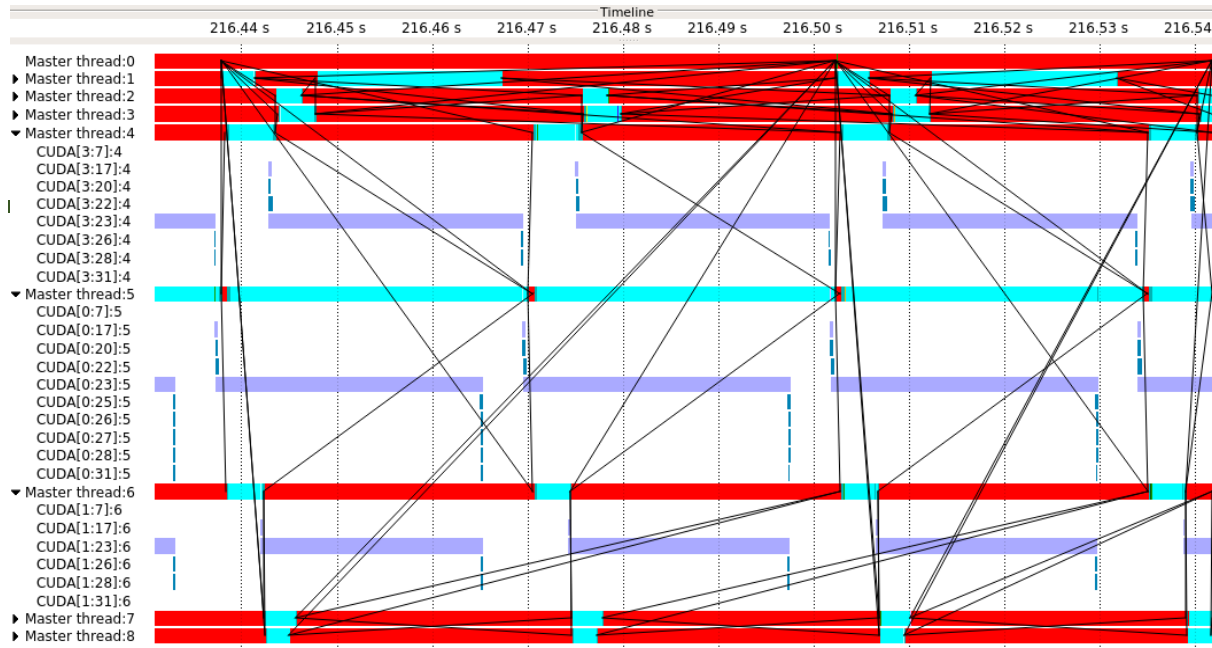 Timeline
216.44 s 216.45 s 216.46 s 216.47 s 216.48 s 216.49 s 216.50 s 216.51 s 216.52 s 216.53 s 216.54
Master thread:0
Master thread:1
Master thread:2
Master thread:3
Master thread:4
CUDA[3:7]:4
CUDA[3:17]:4
CUDA[3:20]:4
CUDA[3:22]:4
CUDA[3:23]:4
CUDA[3:26]:4
CUDA[3:28]:4
CUDA[3:31]:4
Master thread:5
CUDA[0:7]:5
CUDA[0:17]:5
CUDA[0:20]:5
CUDA[0:22]:5
CUDA[0:23]:5
CUDA[0:25]:5
CUDA[0:26]:5
CUDA[0:27]:5
CUDA[0:28]:5
CUDA[0:31]:5
Master thread:6
CUDA[1:7]:6
CUDA[1:17]:6
CUDA[1:23]:6
CUDA[1:26]:6
CUDA[1:28]:6
CUDA[1:31]:6
Master thread:7
Master thread:8